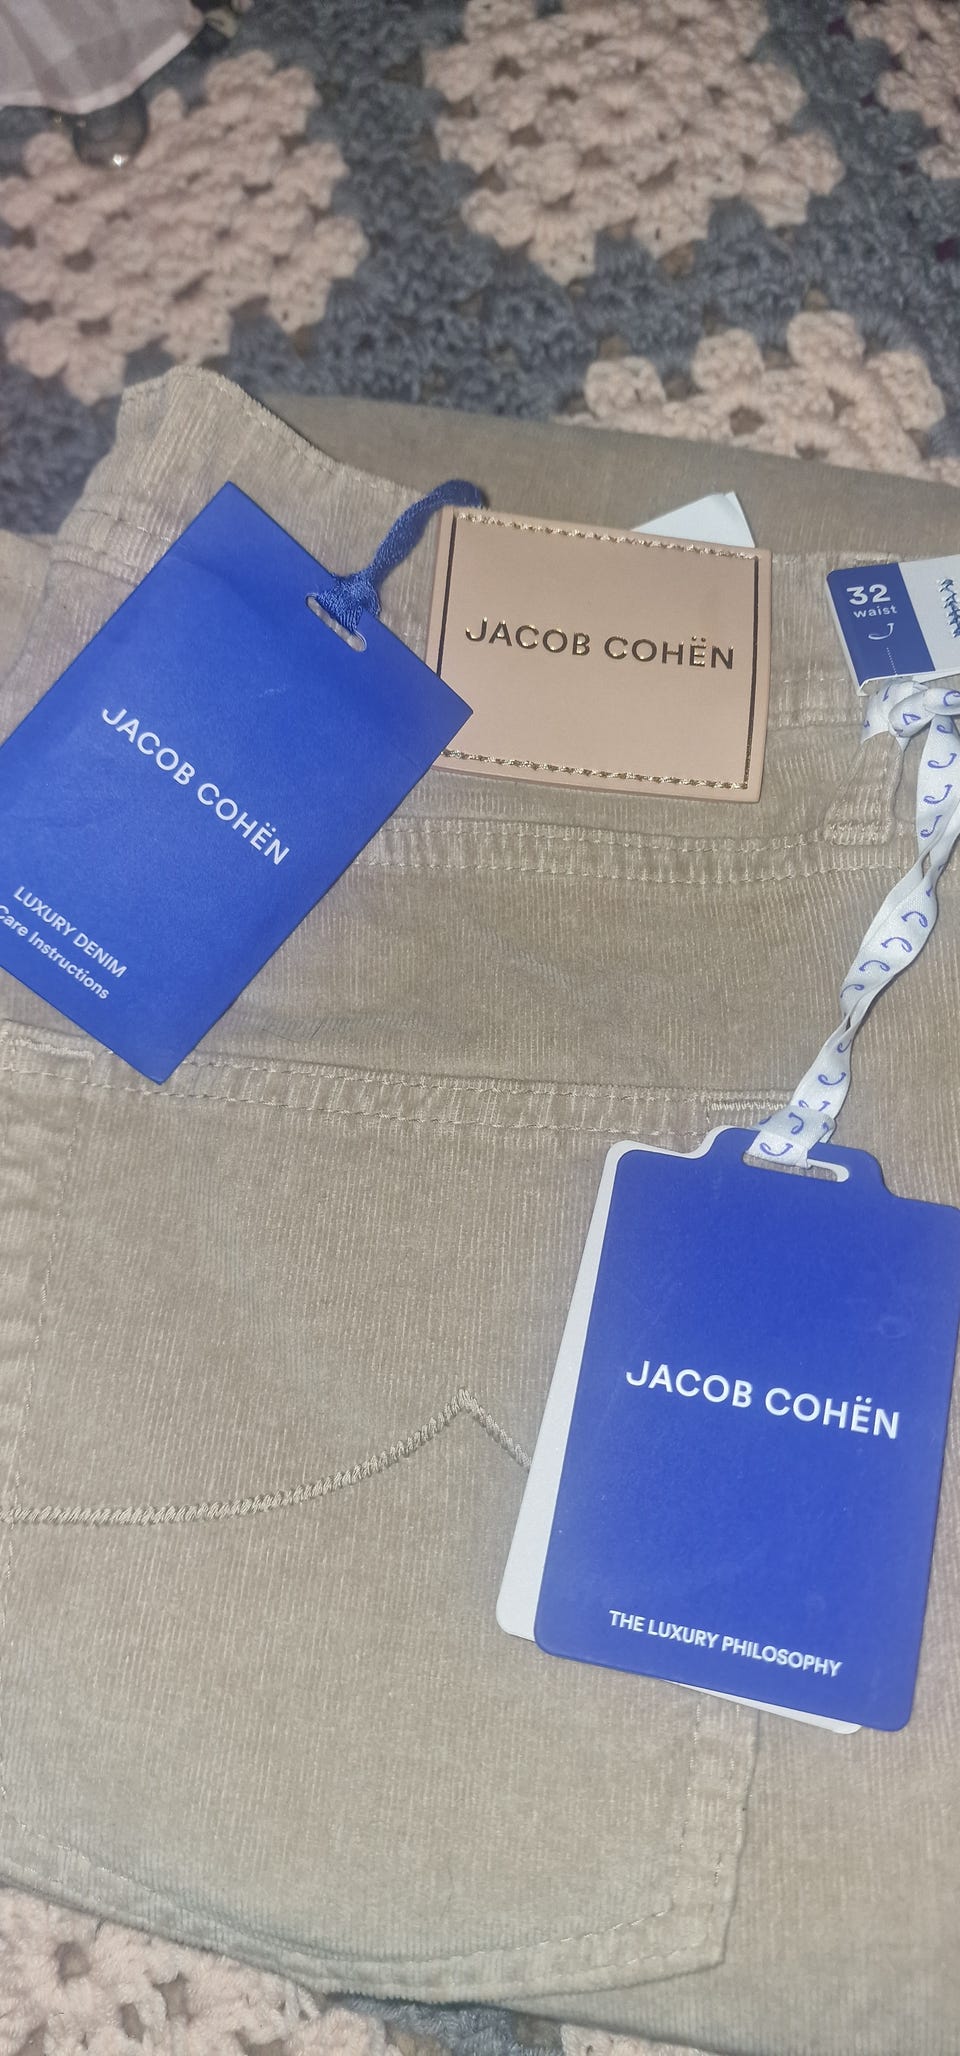 JACOB COHËN
LUXURY DENIM
Care Instructions
JACOB COHËN
32
waist
JACOB COHËN
THE LUXURY PHILOSOPHY